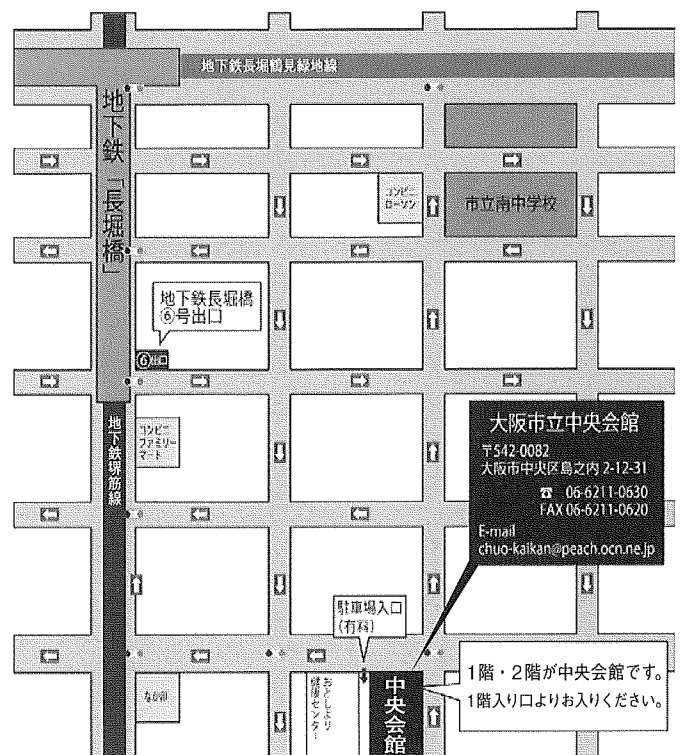 地下鉄長堀鶴見緑地線
地下鉄「長堀橋」
コンビニ
ローソン
市立南中学校
地下鉄長堀橋
⑥号出口
⑥出口
コンビニ
ファミリー
マート
地下鉄堺筋線
大阪市立中央会館
〒542-0082
大阪市中央区島之内 2-12-31
☎ 06-6211-0630
FAX 06-6211-0620
E-mail
chuo-kaikan@peach.ocn.ne.jp
駐車場入口
(有料)
1階・2階が中央会館です。
1階入り口よりお入りください。
なか卯
おとしより
健康センター
中央会館